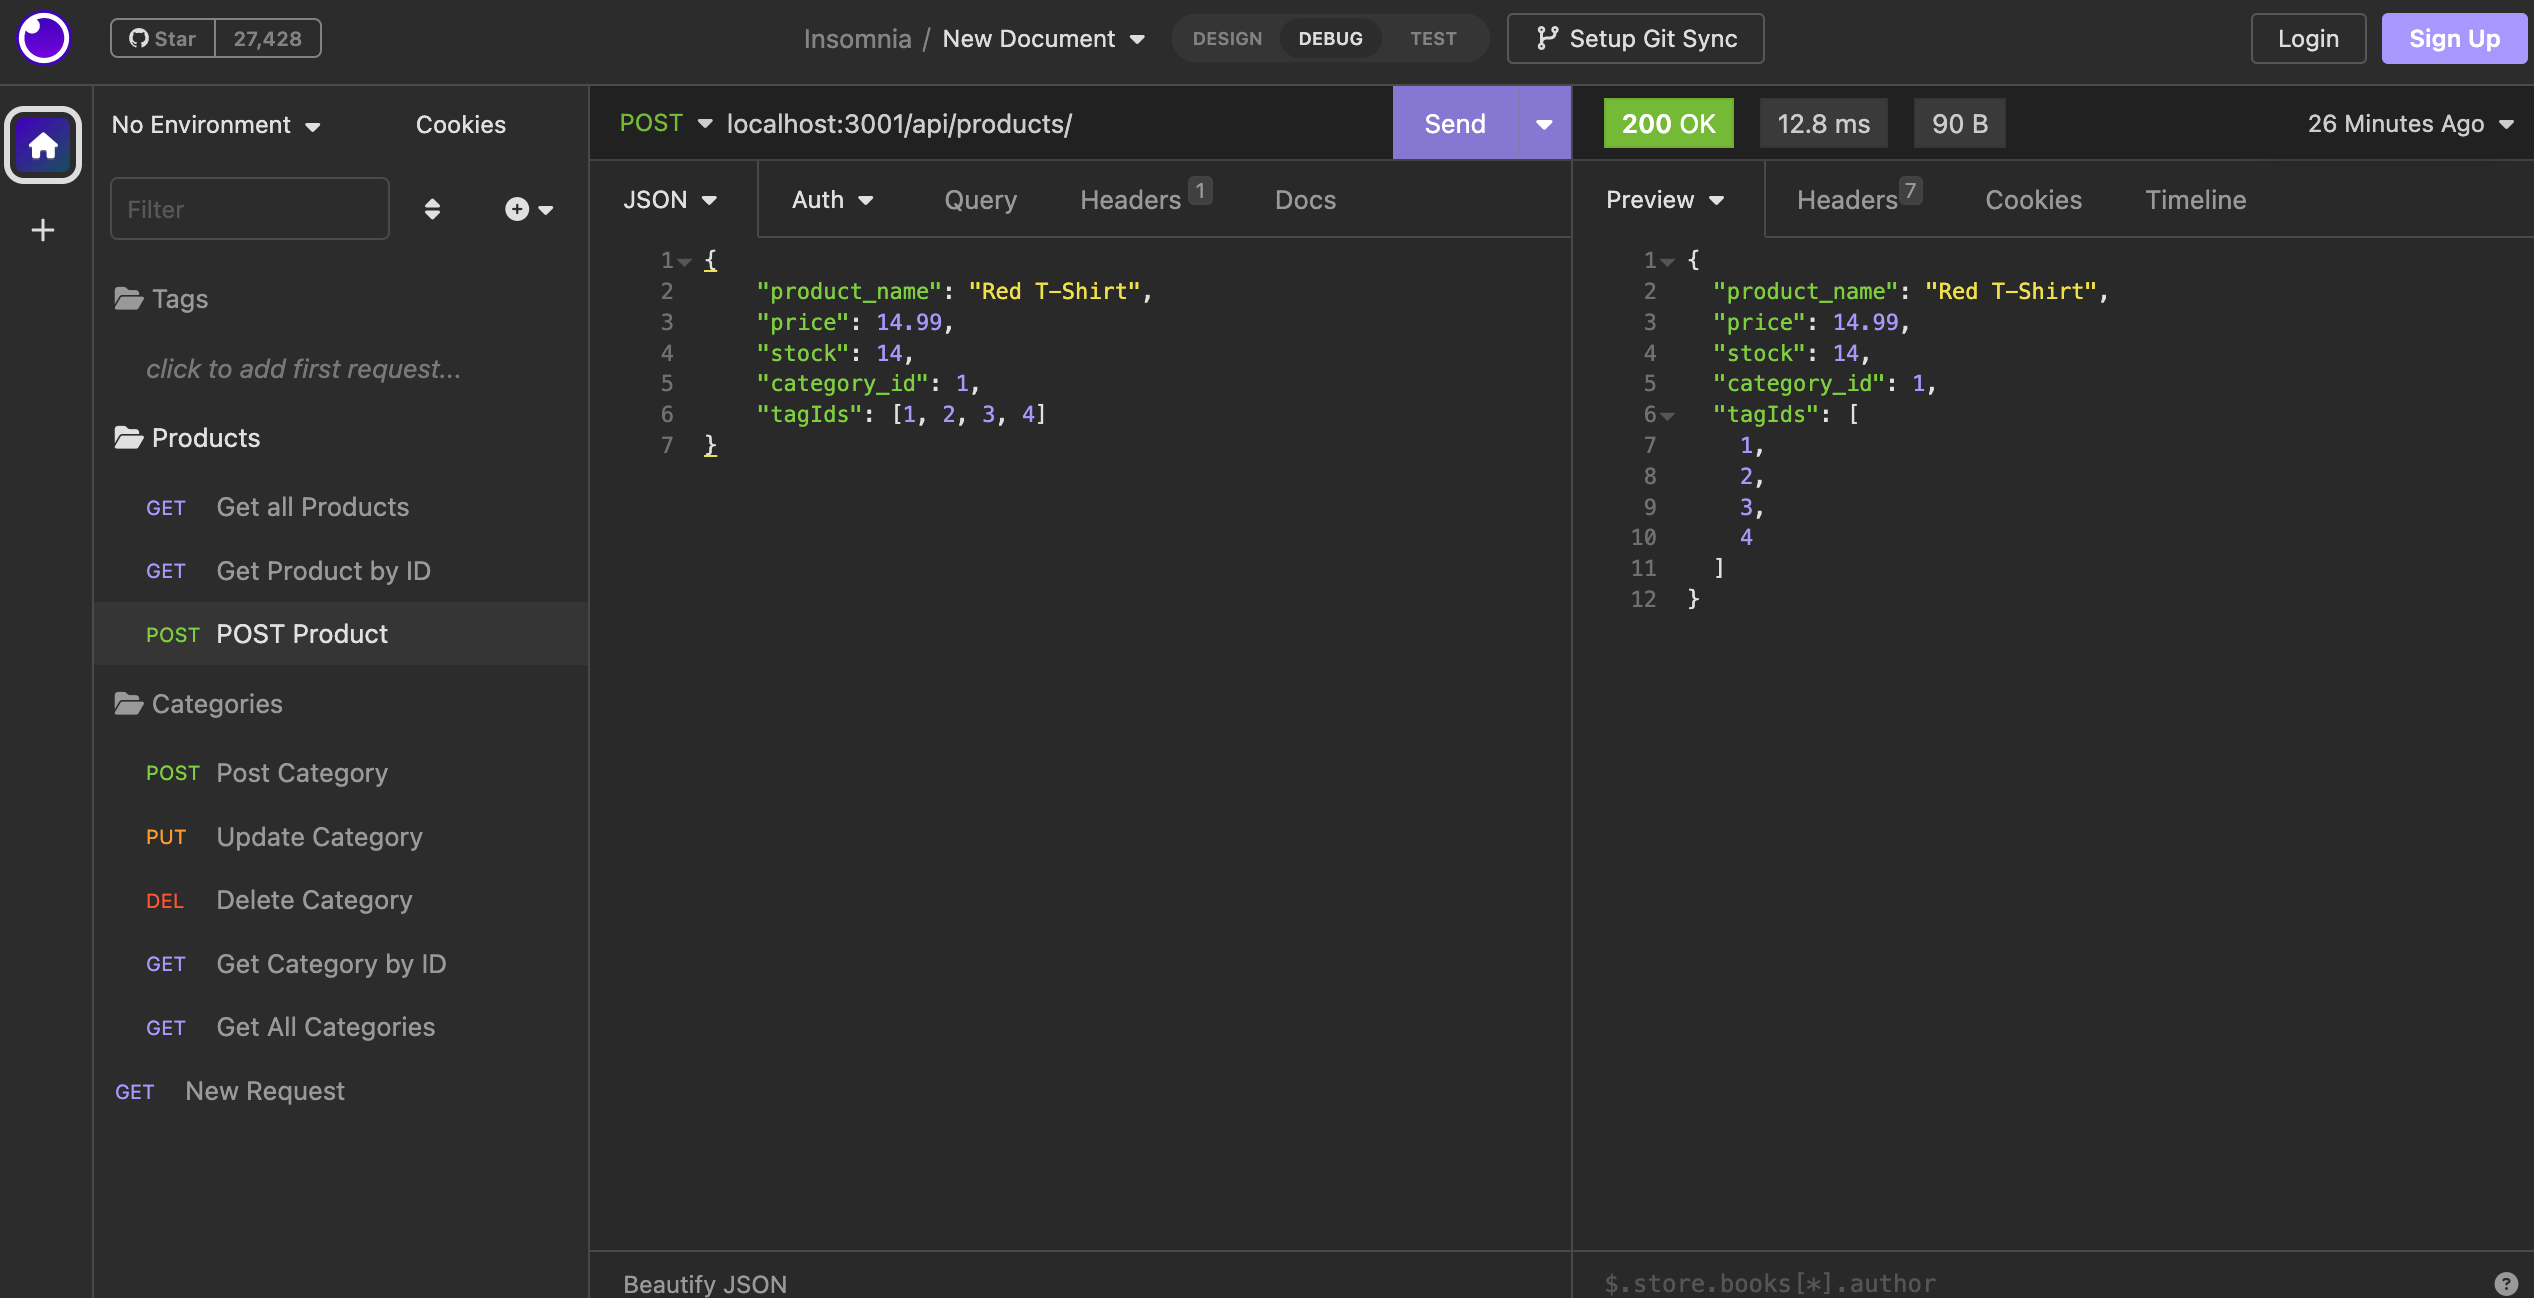 Star 27,428
Insomnia / New Document
DESIGN DEBUG TEST
Setup Git Sync
Login
Sign Up
No Environment
Cookies
Filter
Tags
click to add first request...
Products
GET Get all Products
GET Get Product by ID
POST POST Product
Categories
POST Post Category
PUT Update Category
DEL Delete Category
GET Get Category by ID
GET Get All Categories
GET New Request
POST localhost:3001/api/products/
Send
JSON Auth Query Headers 1 Docs
1 {
2 "product_name": "Red T-Shirt",
3 "price": 14.99,
4 "stock": 14,
5 "category_id": 1,
6 "tagIds": [1, 2, 3, 4]
7 }
Beautify JSON
200 OK 12.8 ms 90 B 26 Minutes Ago
Preview Headers 7 Cookies Timeline
1 {
2 "product_name": "Red T-Shirt",
3 "price": 14.99,
4 "stock": 14,
5 "category_id": 1,
6 "tagIds": [
7 1,
8 2,
9 3,
10 4
11 ]
12 }
$.store.books[*].author
?